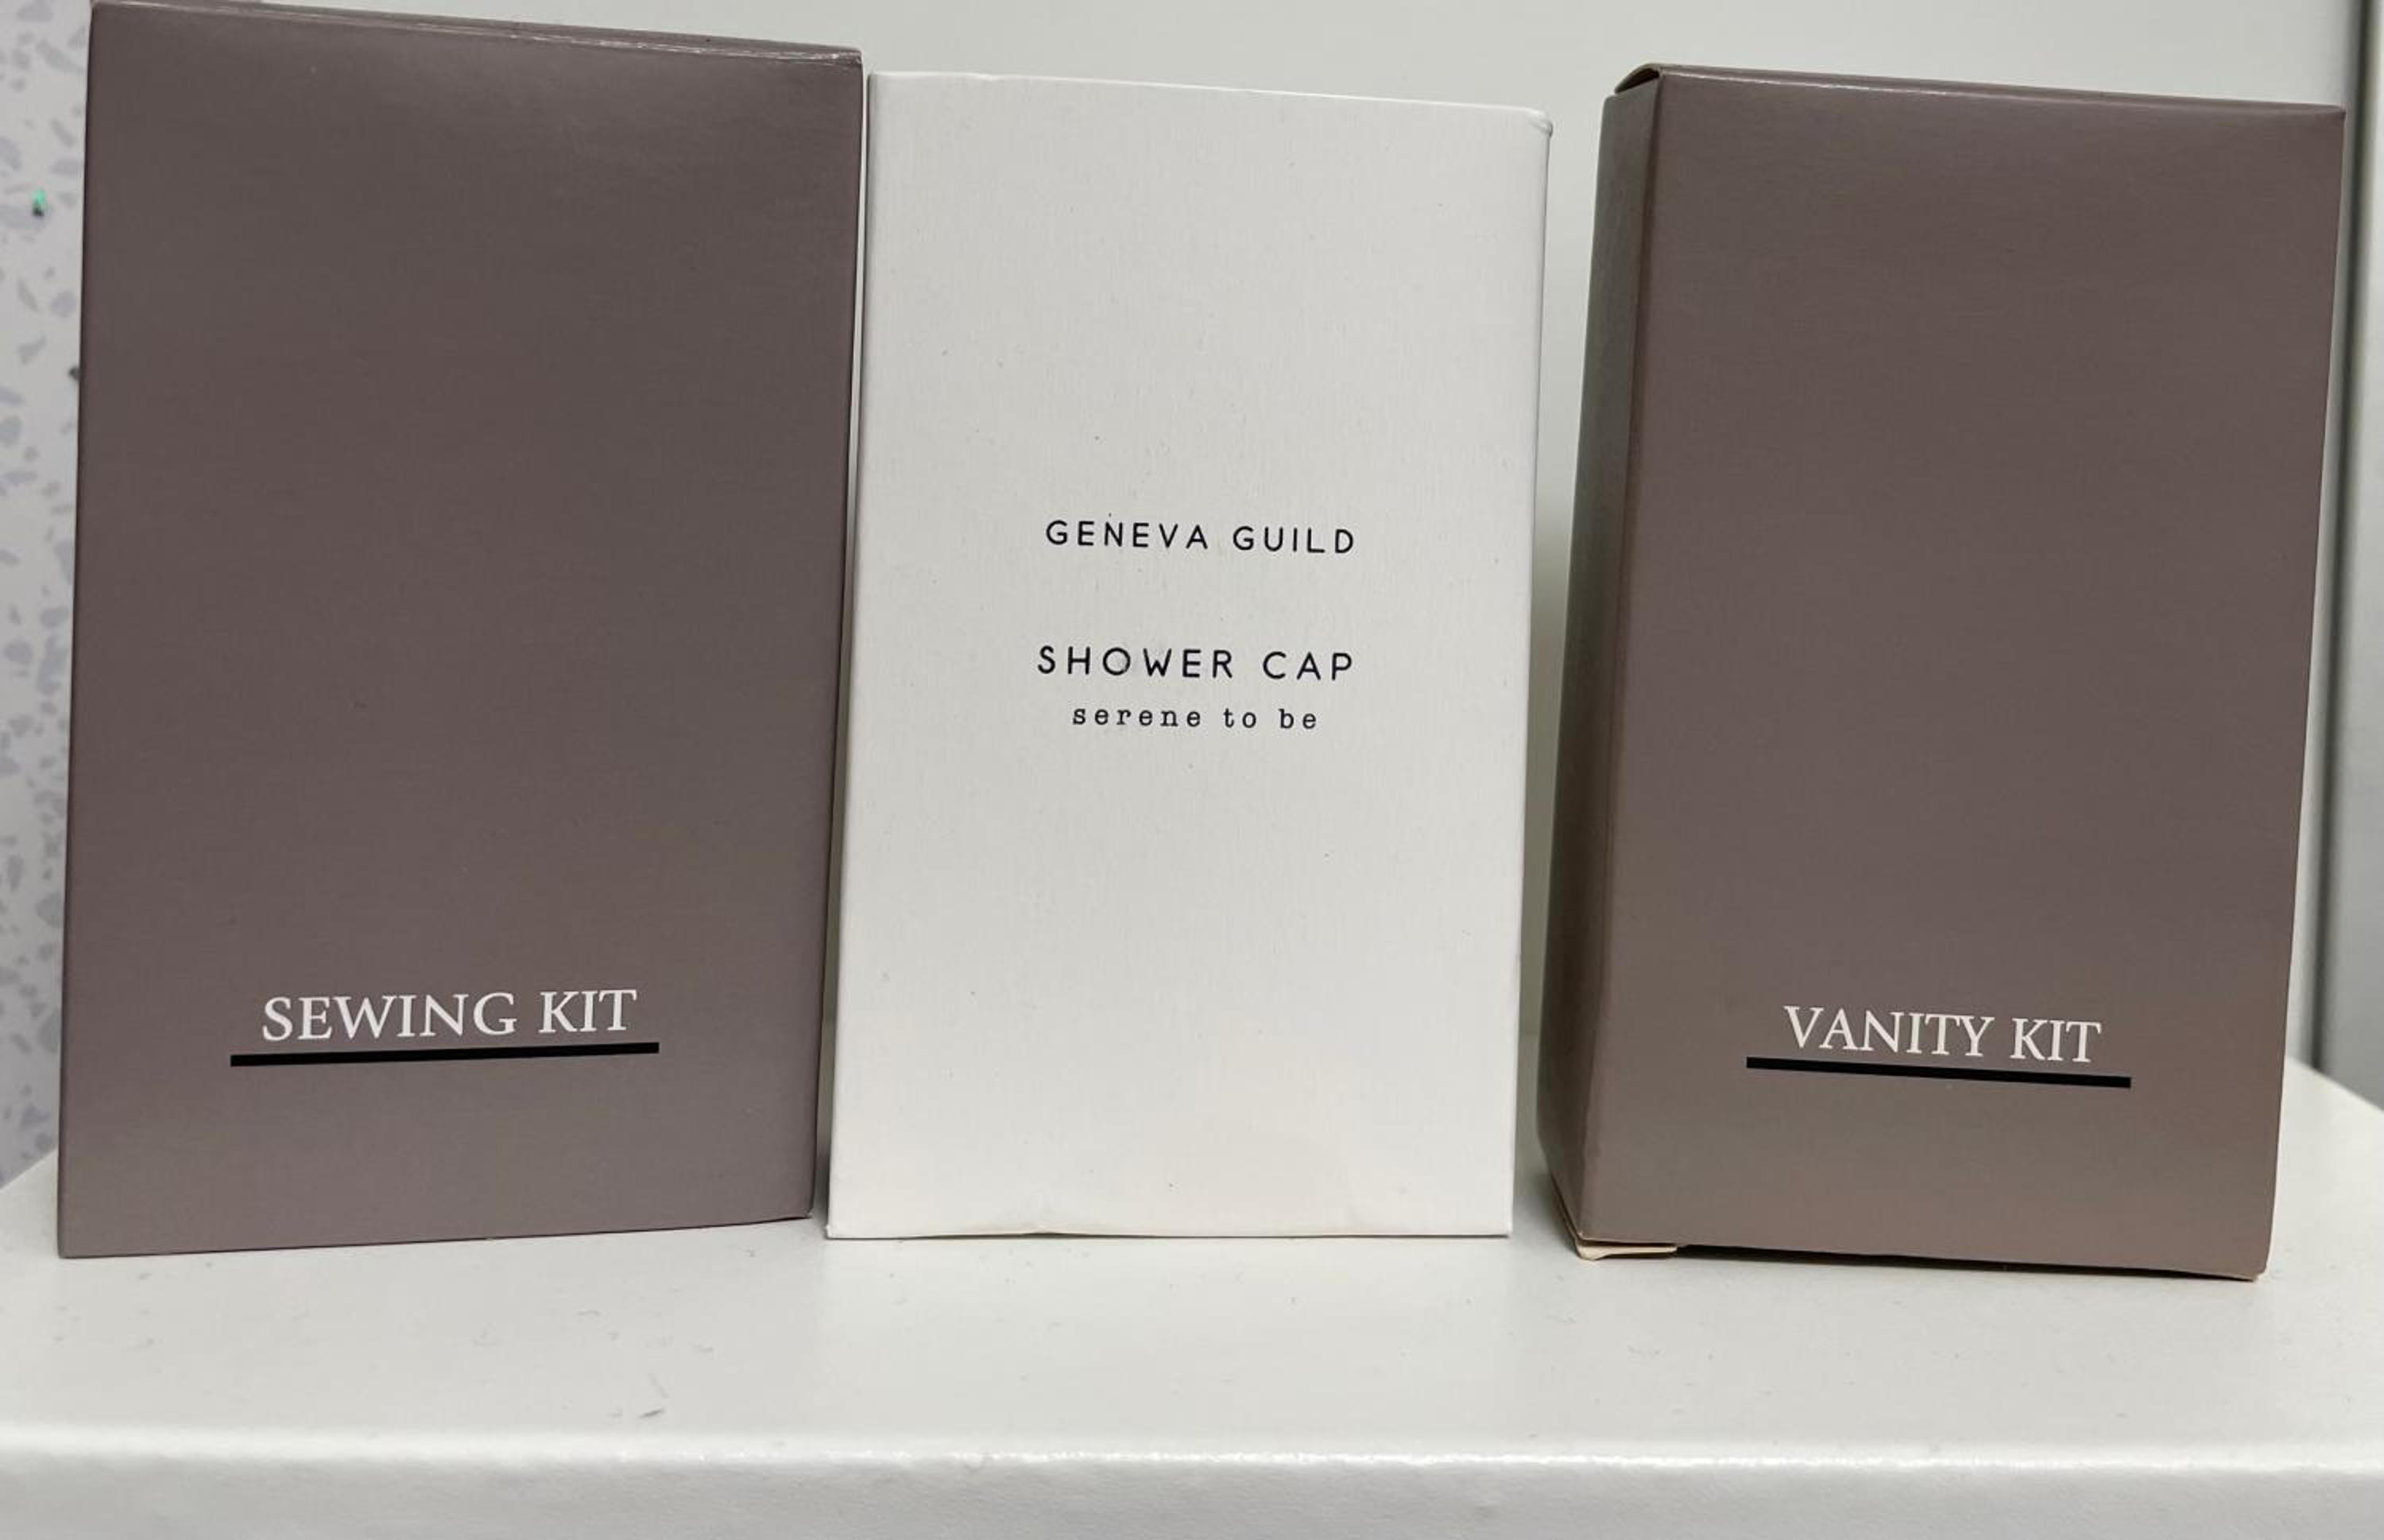 SEWING KIT
GENEVA GUILD
SHOWER CAP
serene to be
VANITY KIT